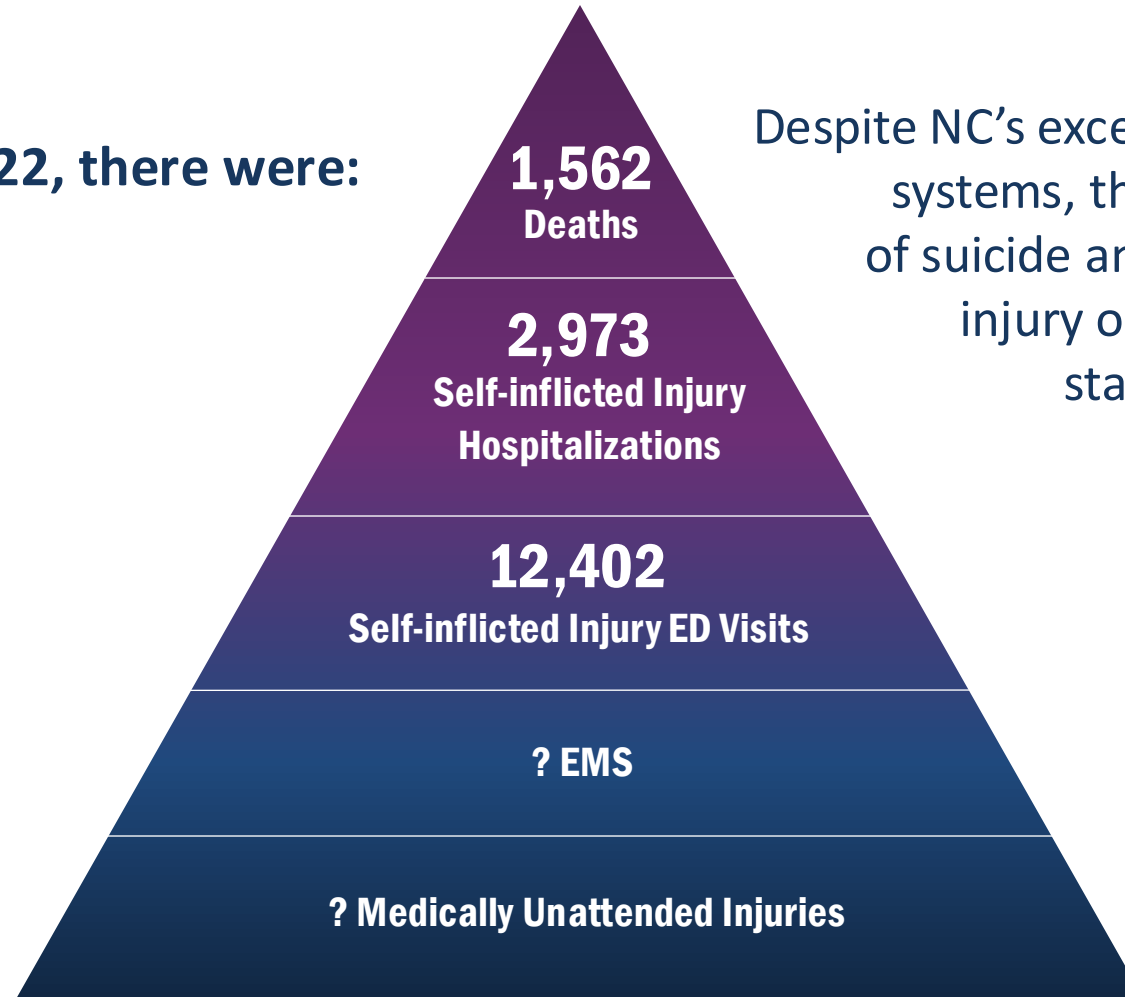 22, there were:
1,562
Deaths
2,973
Self-inflicted Injury
Hospitalizations
12,402
Self-inflicted Injury ED Visits
? EMS
? Medically Unattended Injuries
Despite NC’s exce
systems, th
of suicide ar
injury o
sta